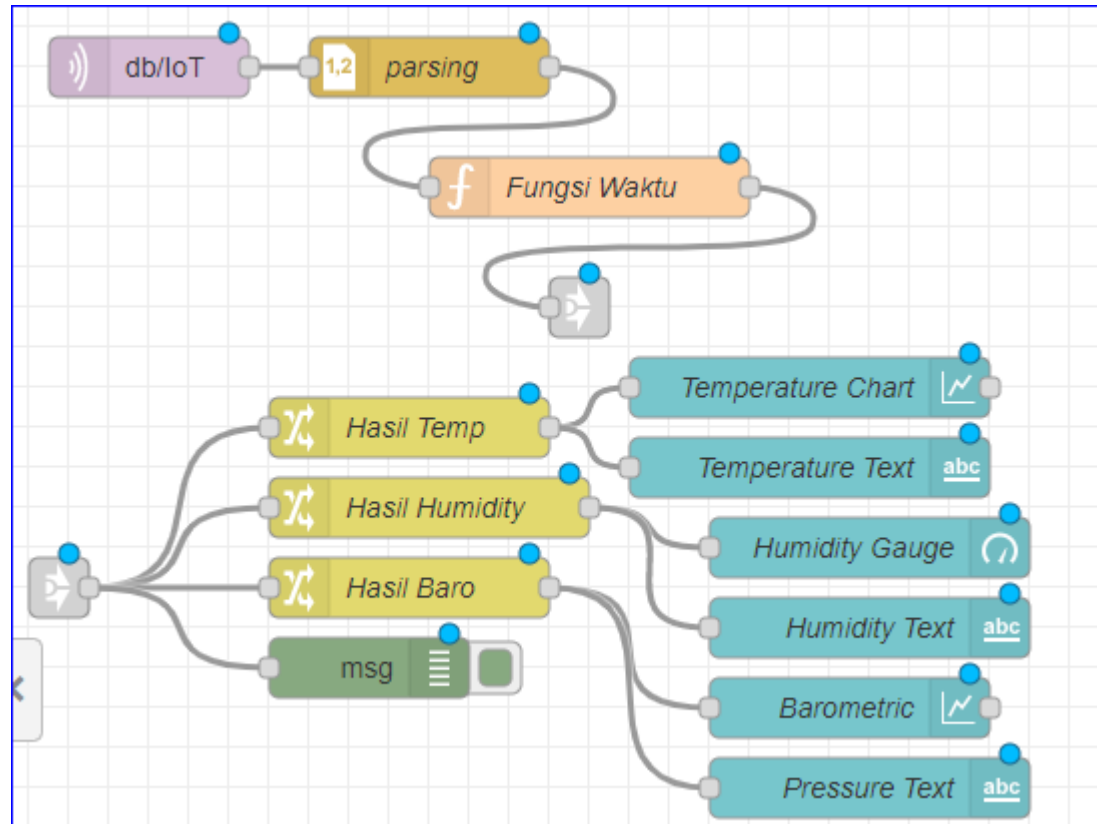 db/IoT
1,2
parsing
Fungsi Waktu
Temperature Chart
Hasil Temp
Temperature Text
abc
Hasil Humidity
Humidity Gauge
Hasil Baro
Humidity Text
abc
msg
Barometric
Pressure Text
abc